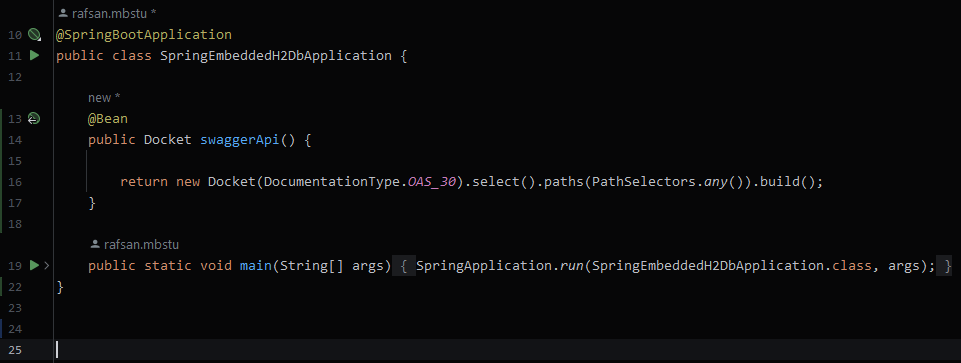 rafsan.mbstu *
10 @SpringBootApplication
11 public class SpringEmbeddedH2DbApplication {
12
new *
13 @Bean
14 public Docket swaggerApi() {
15
16 return new Docket(DocumentationType.OAS_30).select().paths(PathSelectors.any()).build();
17 }
18
rafsan.mbstu
19 public static void main(String[] args) { SpringApplication.run(SpringEmbeddedH2DbApplication.class, args); }
22 }
23
24
25